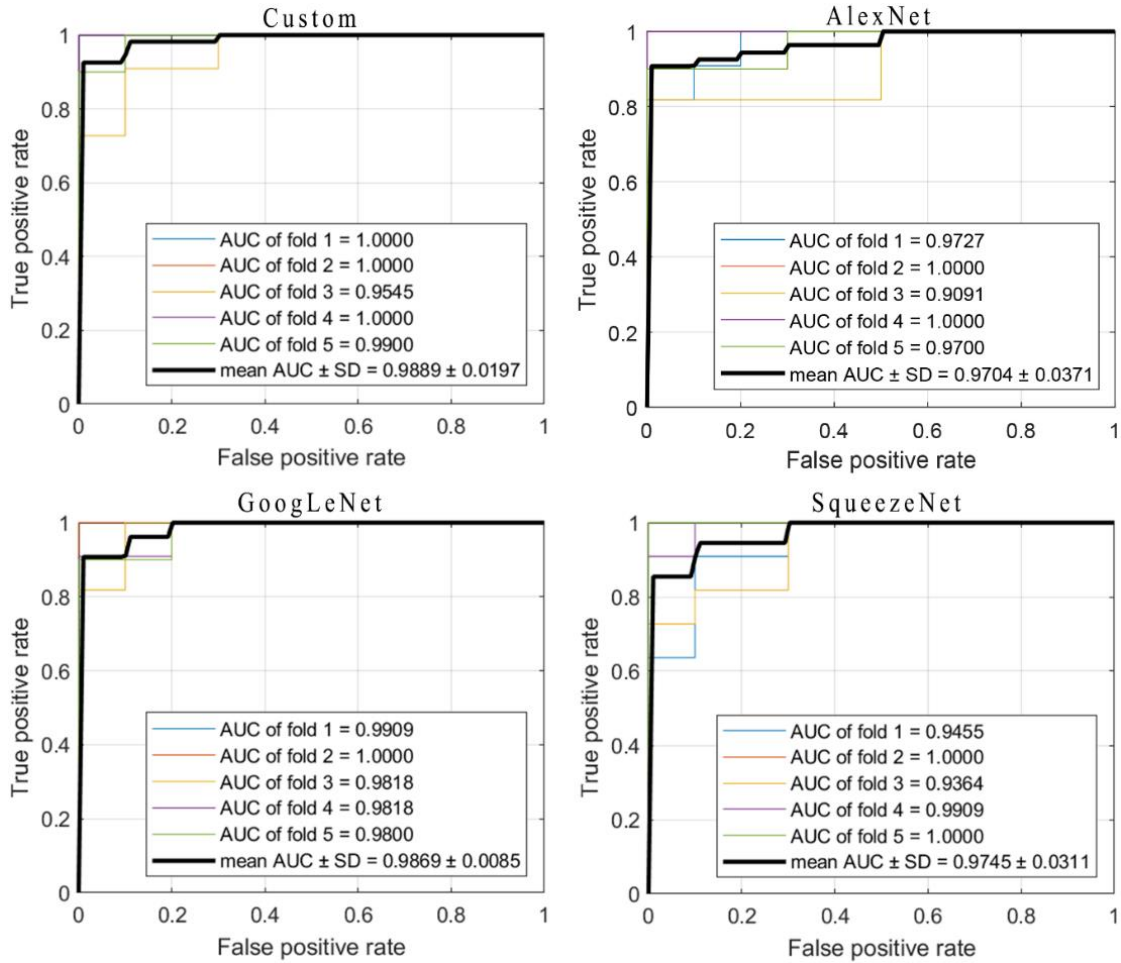 Custom
1
0.8
0.6
0.4
0.2
0
True positive rate
AUC of fold 1 = 1.0000
AUC of fold 2 = 1.0000
AUC of fold 3 = 0.9545
AUC of fold 4 = 1.0000
AUC of fold 5 = 0.9900
mean AUC ± SD = 0.9889 ± 0.0197
0 0.2 0.4 0.6 0.8 1
False positive rate
AlexNet
1
0.8
0.6
0.4
0.2
0
True positive rate
AUC of fold 1 = 0.9727
AUC of fold 2 = 1.0000
AUC of fold 3 = 0.9091
AUC of fold 4 = 1.0000
AUC of fold 5 = 0.9700
mean AUC ± SD = 0.9704 ± 0.0371
0 0.2 0.4 0.6 0.8 1
False positive rate
GoogLeNet
1
0.8
0.6
0.4
0.2
0
True positive rate
AUC of fold 1 = 0.9909
AUC of fold 2 = 1.0000
AUC of fold 3 = 0.9818
AUC of fold 4 = 0.9818
AUC of fold 5 = 0.9800
mean AUC ± SD = 0.9869 ± 0.0085
0 0.2 0.4 0.6 0.8 1
False positive rate
SqueezeNet
1
0.8
0.6
0.4
0.2
0
True positive rate
AUC of fold 1 = 0.9455
AUC of fold 2 = 1.0000
AUC of fold 3 = 0.9364
AUC of fold 4 = 0.9909
AUC of fold 5 = 1.0000
mean AUC ± SD = 0.9745 ± 0.0311
0 0.2 0.4 0.6 0.8 1
False positive rate